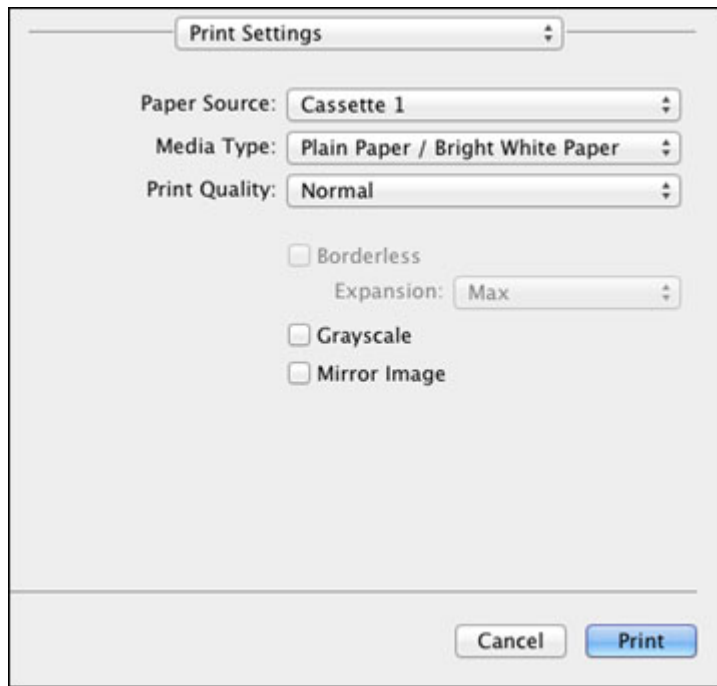 Print Settings
Paper Source: Cassette 1
Media Type: Plain Paper / Bright White Paper
Print Quality: Normal
Borderless
Expansion: Max
Grayscale
Mirror Image
Cancel Print